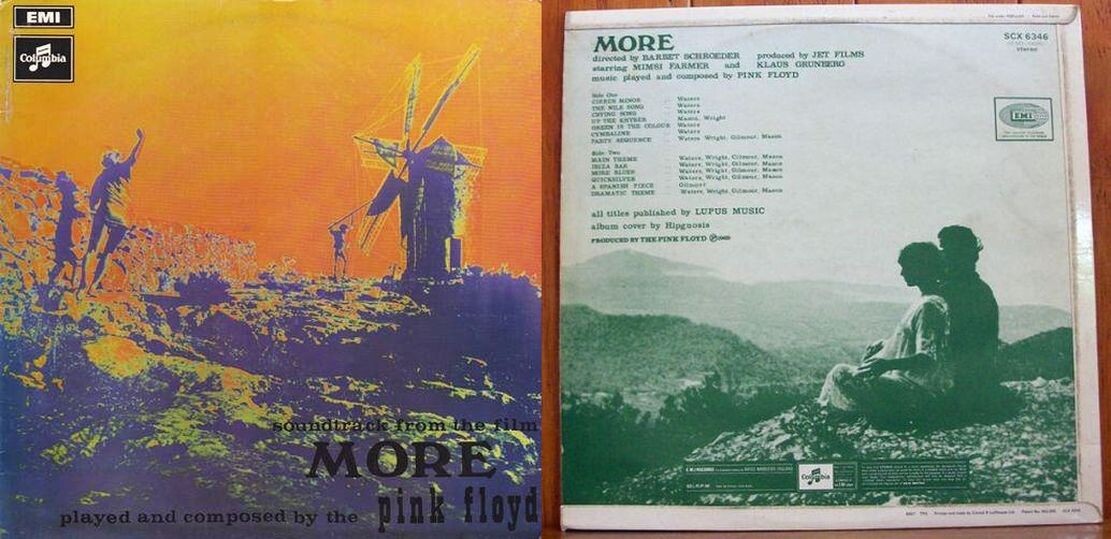 EMI
Columbia
soundtrack from the film
MORE
played and composed by the pink floyd
MORE
directed by BARBET SCHROEDER produced by JET FILMS
starring MIMSI FARMER and KLAUS GRUNBERG
music played and composed by PINK FLOYD
SCX 6346
stereo
EMI
Side One
CIRRUS MINOR Waters
THE NILE SONG Waters
CRYING SONG Waters
UP THE KHYBER Mason, Wright
GREEN IS THE COLOUR Waters
CYMBALINE Waters
PARTY SEQUENCE Waters, Wright, Gilmour, Mason
Side Two
MAIN THEME Waters, Wright, Gilmour, Mason
IBIZA BAR Waters, Wright, Gilmour, Mason
MORE BLUES Waters, Wright, Gilmour, Mason
QUICKSILVER Waters, Wright, Gilmour, Mason
A SPANISH PIECE Gilmour
DRAMATIC THEME Waters, Wright, Gilmour, Mason
all titles published by LUPUS MUSIC
album cover by Hipgnosis
PRODUCED BY THE PINK FLOYD Ⓟ 1969
Columbia